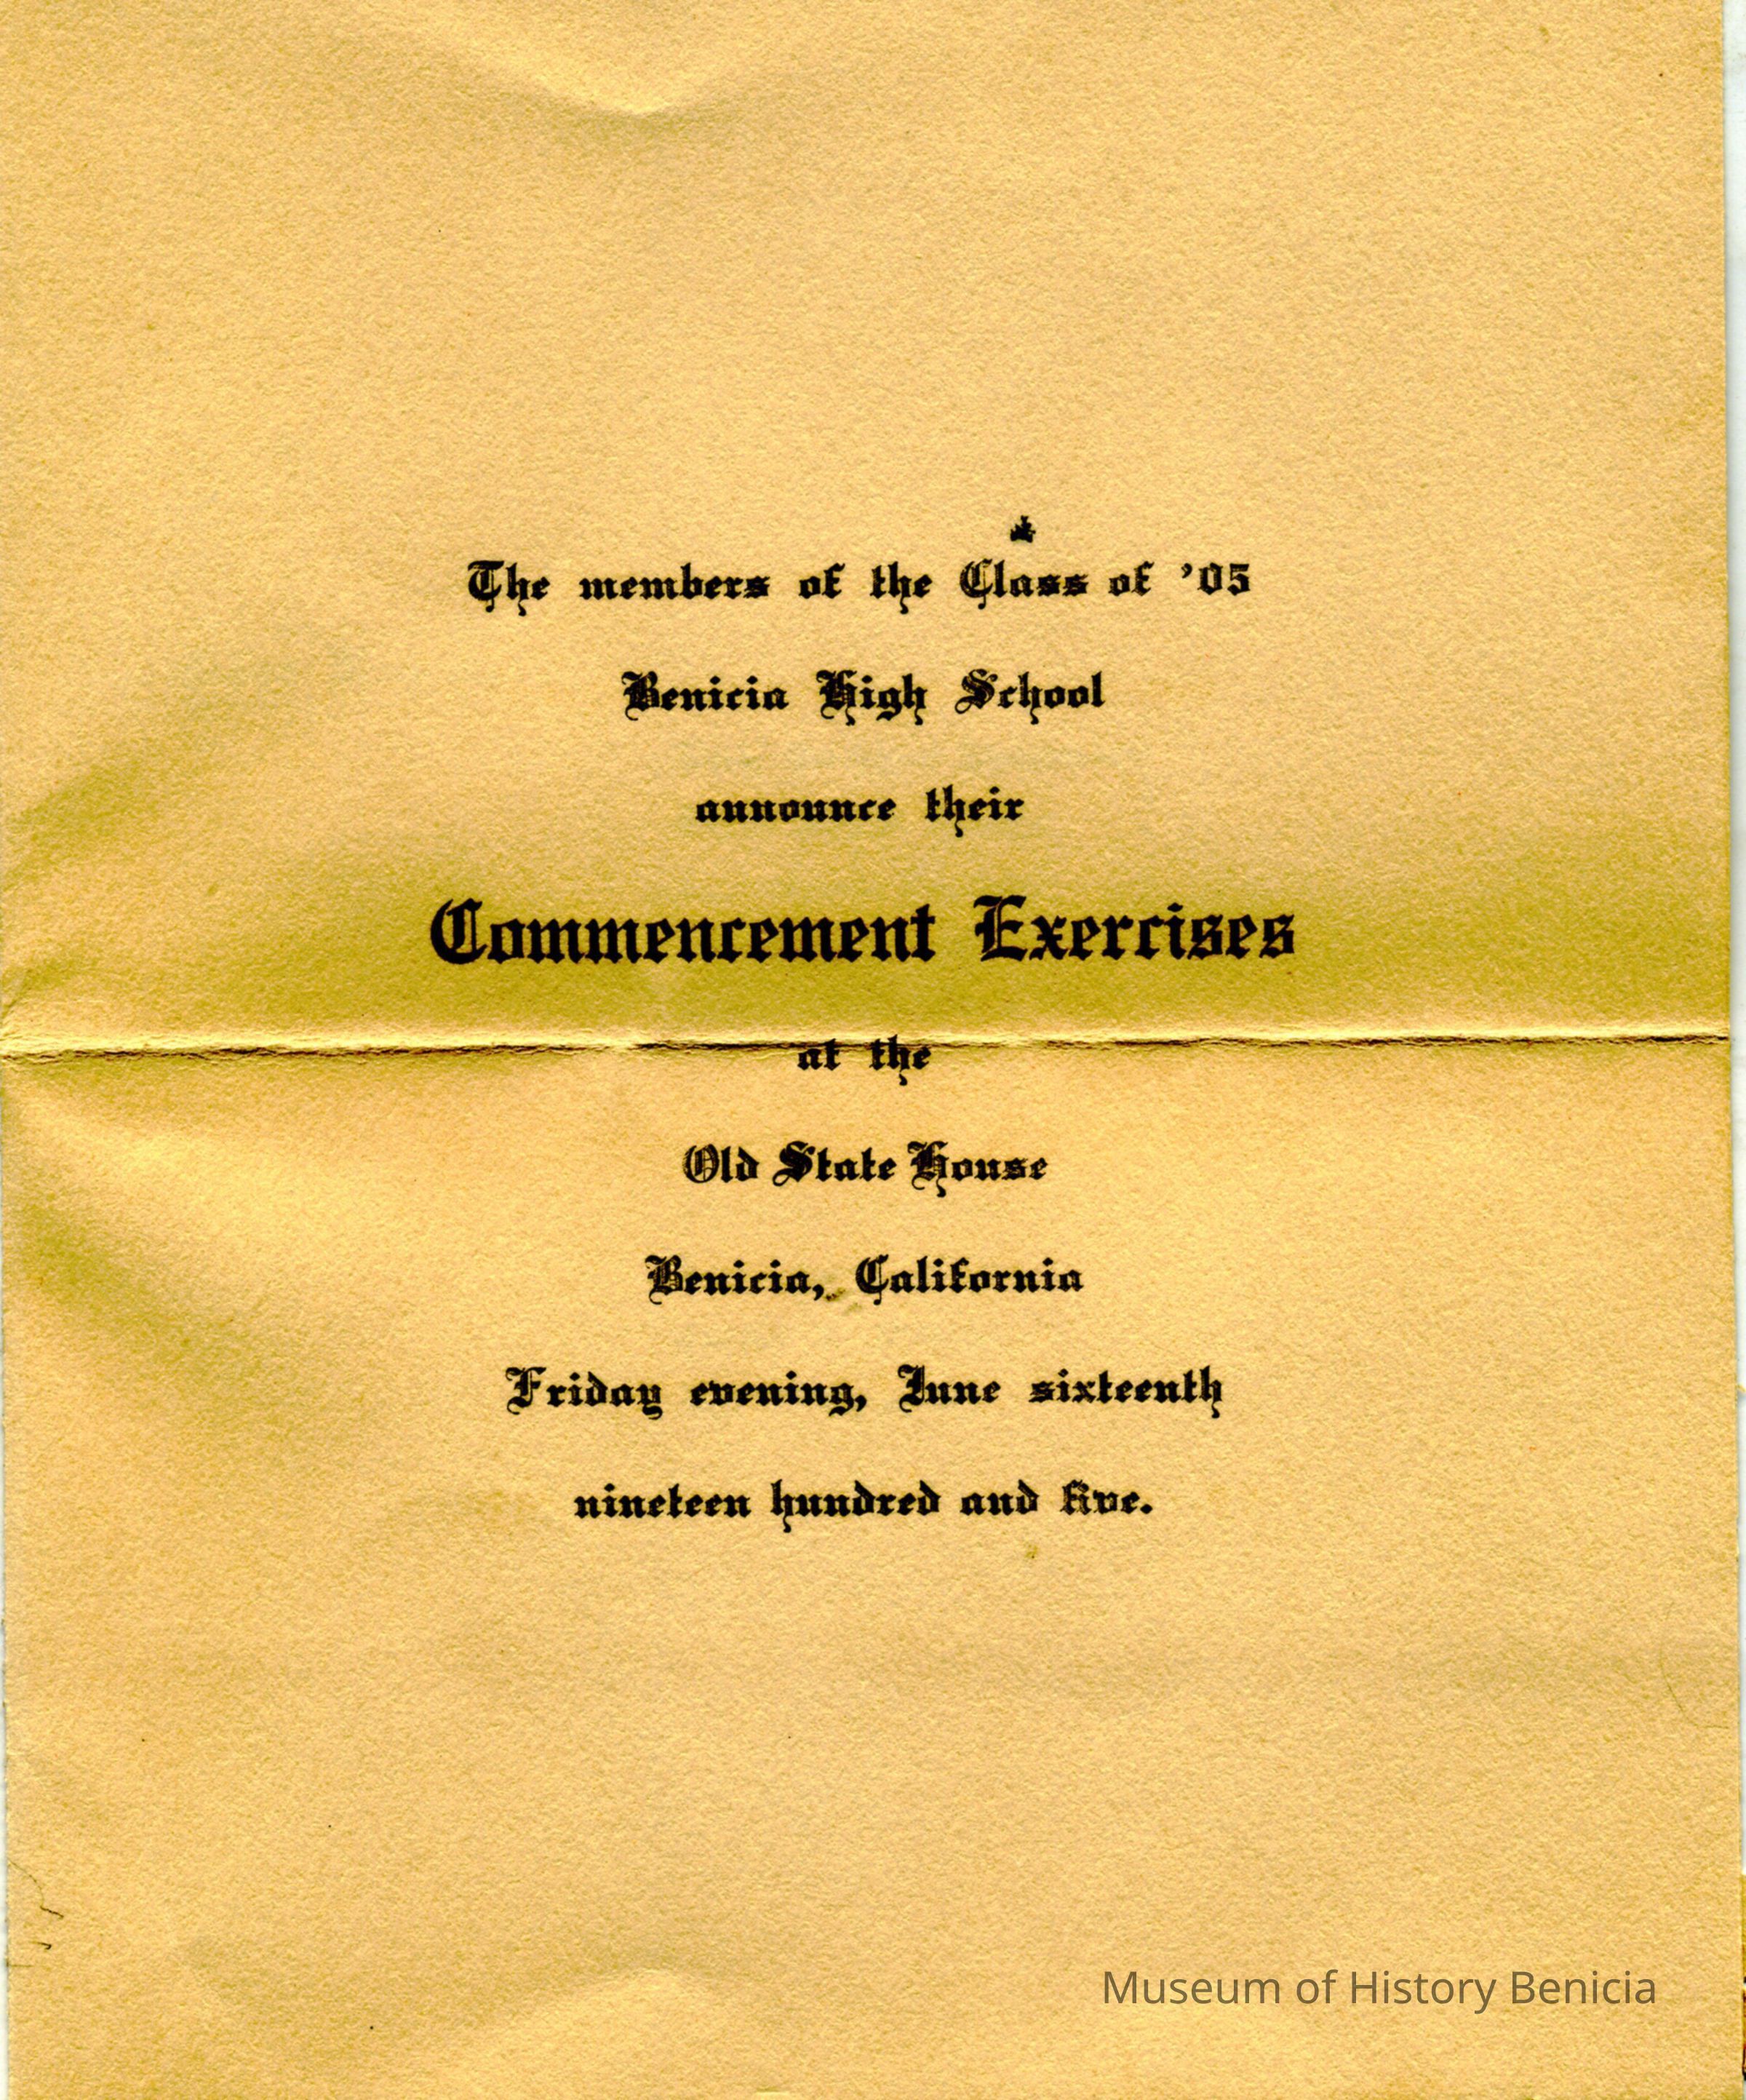 The members of the Class of '05
Benicia High School
announce their
Commencement Exercises
at the
Old State House
Benicia, California
Friday evening, June sixteenth
nineteen hundred and five.
Museum of History Benicia